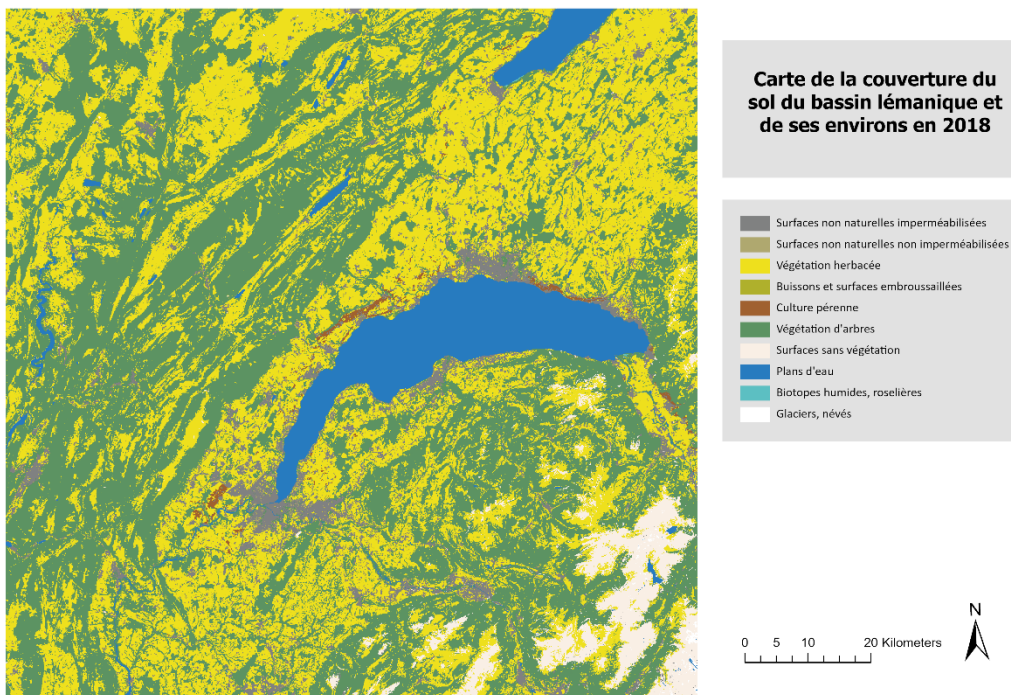 Carte de la couverture du
sol du bassin lémanique et
de ses environs en 2018
Surfaces non naturelles imperméabilisées
Surfaces non naturelles non imperméabilisées
Végétation herbacée
Buissons et surfaces embroussaillées
Culture pérenne
Végétation d'arbres
Surfaces sans végétation
Plans d'eau
Biotopes humides, roselières
Glaciers, névés
N
0 5 10 20 Kilometers